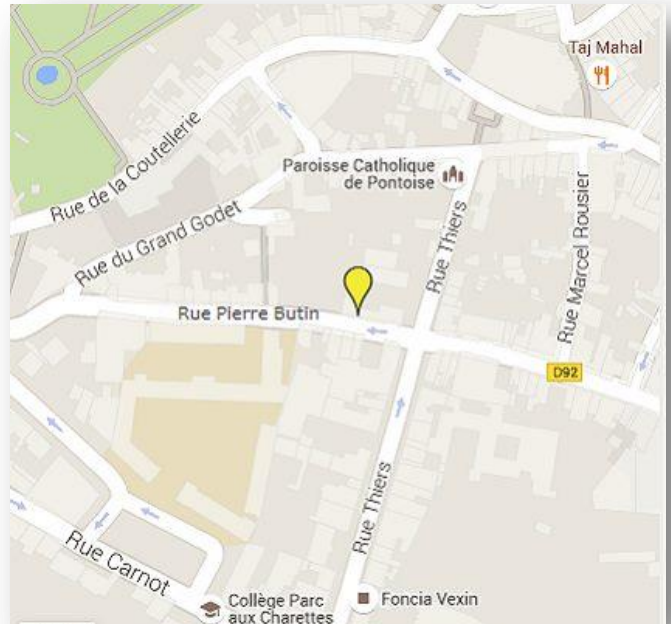 Taj Mahal
Rue de la Coutellerie
Paroisse Catholique
de Pontoise
Rue Marcel Rousier
Rue du Grand Godet
Rue Thiers
Rue Pierre Butin
D92
Rue Thiers
Rue Carnot
Collège Parc
aux Charettes
Foncia Vexin